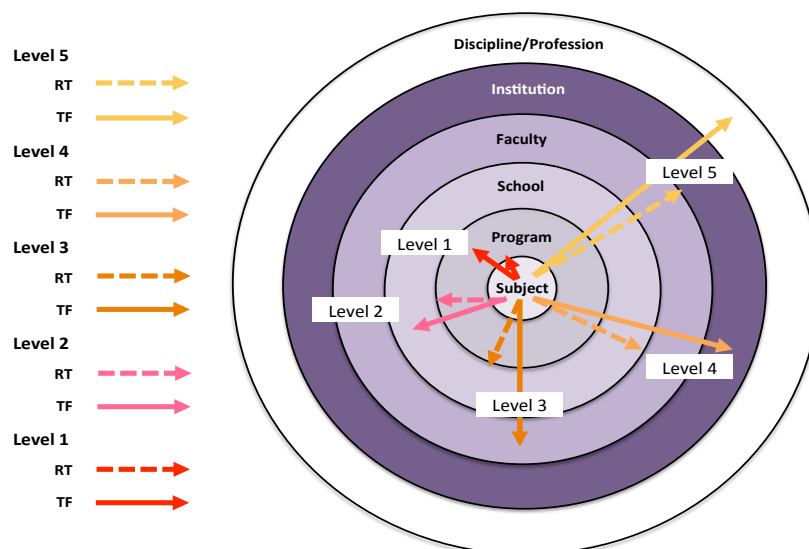 Level 5
RT
TF
Level 4
RT
TF
Level 3
RT
TF
Level 2
RT
TF
Level 1
RT
TF
Discipline/Profession
Institution
Faculty
School
Program
Subject
Level 5
Level 1
Level 2
Level 4
Level 3